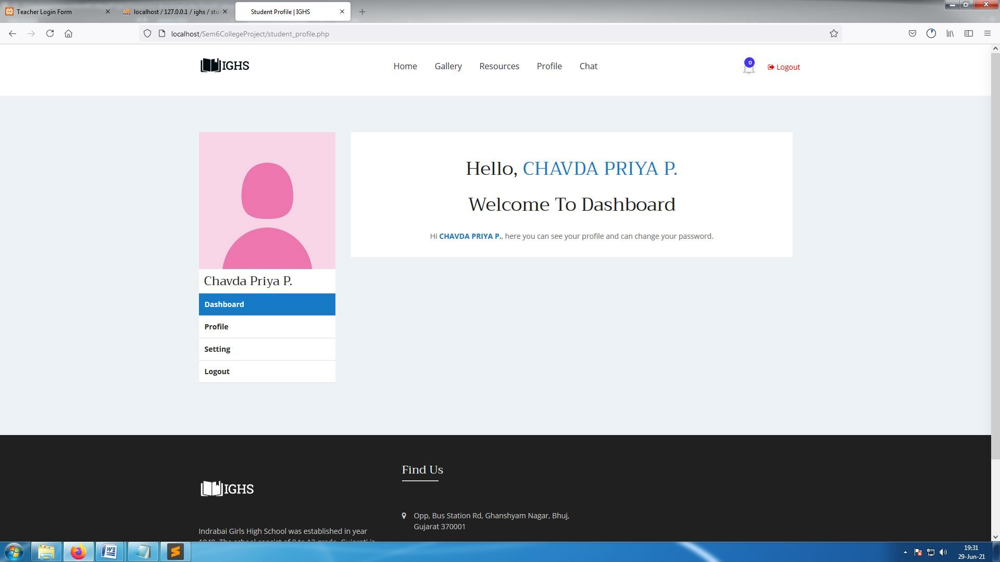 Teacher Login Form
localhost / 127.0.0.1 / ighs / stu
Student Profile | IGHS
localhost/Sem6CollegeProject/student_profile.php
IGHS
Home
Gallery
Resources
Profile
Chat
0
Logout
Hello, CHAVDA PRIYA P.
Welcome To Dashboard
Hi CHAVDA PRIYA P., here you can see your profile and can change your password.
Chavda Priya P.
Dashboard
Profile
Setting
Logout
IGHS
Indrabai Girls High School was established in year
Find Us
Opp, Bus Station Rd, Ghanshyam Nagar, Bhuj,
Gujarat 370001
19:31
29-Jun-21